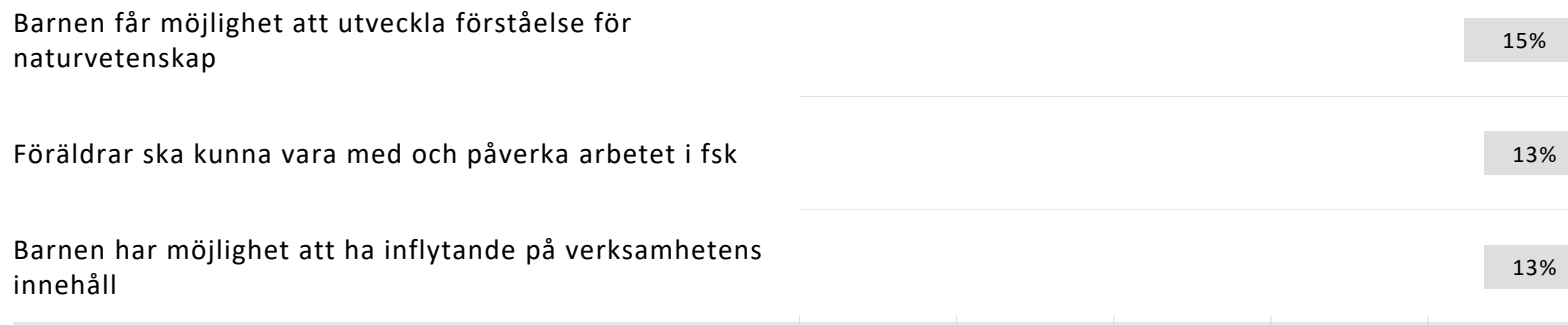 Barnen får möjlighet att utveckla förståelse för
naturvetenskap
15%
Föräldrar ska kunna vara med och påverka arbetet i fsk
13%
Barnen har möjlighet att ha inflytande på verksamhetens
innehåll
13%